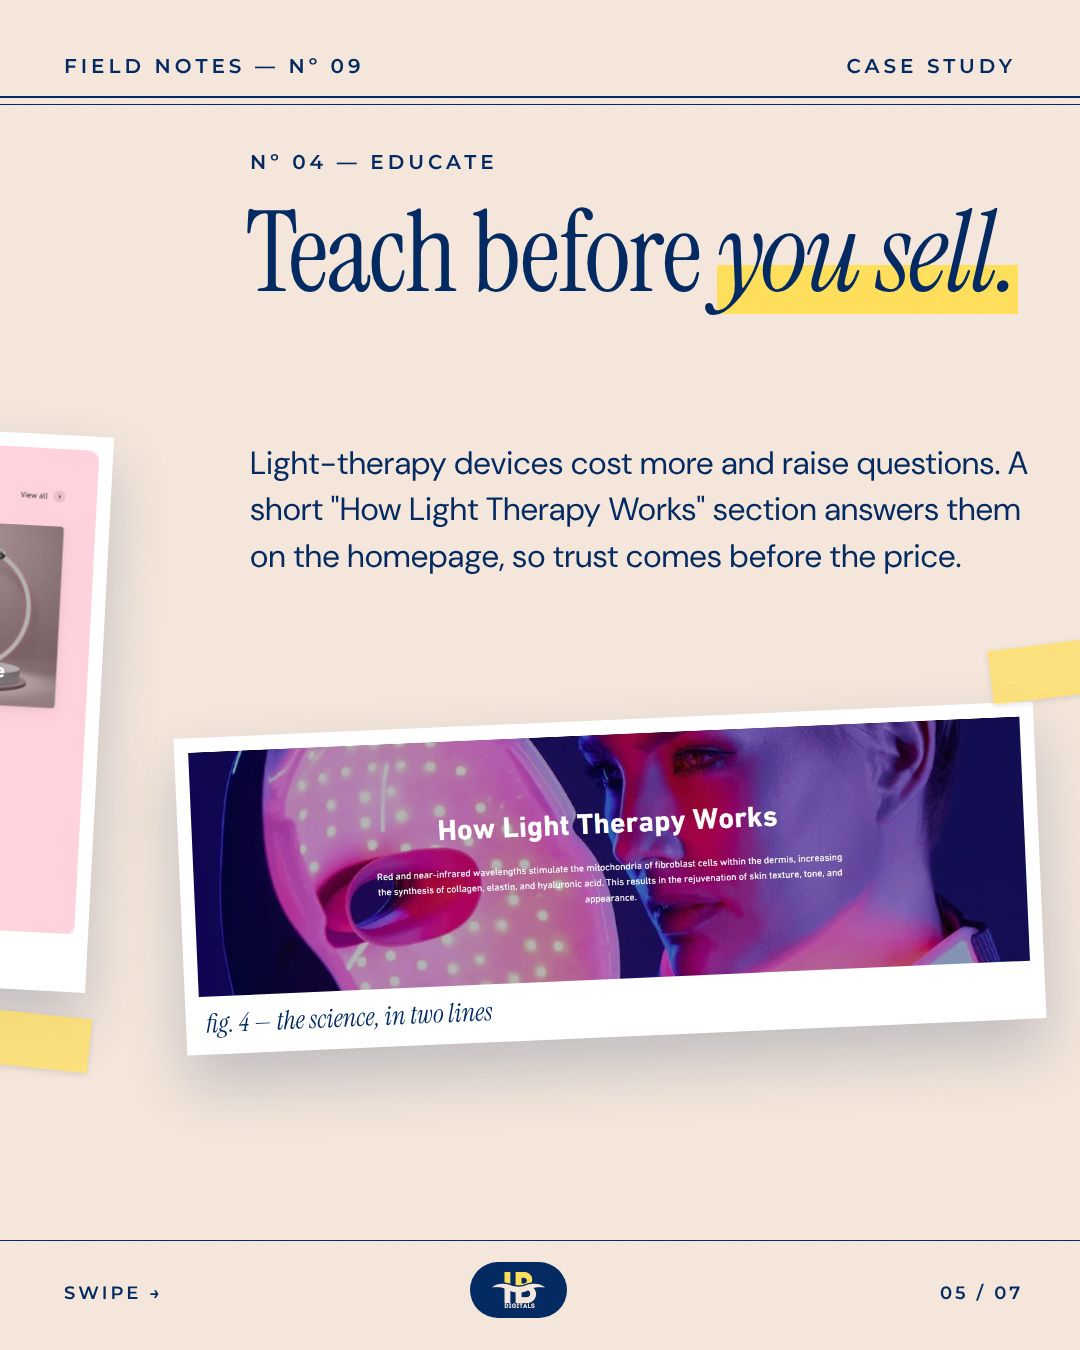 FIELD NOTES — Nº 09
CASE STUDY
Nº 04 — EDUCATE
Teach before you sell.
Light-therapy devices cost more and raise questions. A
short "How Light Therapy Works" section answers them
on the homepage, so trust comes before the price.
View all
e
How Light Therapy Works
Red and near-infrared wavelengths stimulate the mitochondria of fibroblast cells within the dermis, increasing
the synthesis of collagen, elastin, and hyaluronic acid. This results in the rejuvenation of skin texture, tone, and
appearance.
fig. 4 — the science, in two lines
SWIPE →
HB
DIGITALS
05 / 07